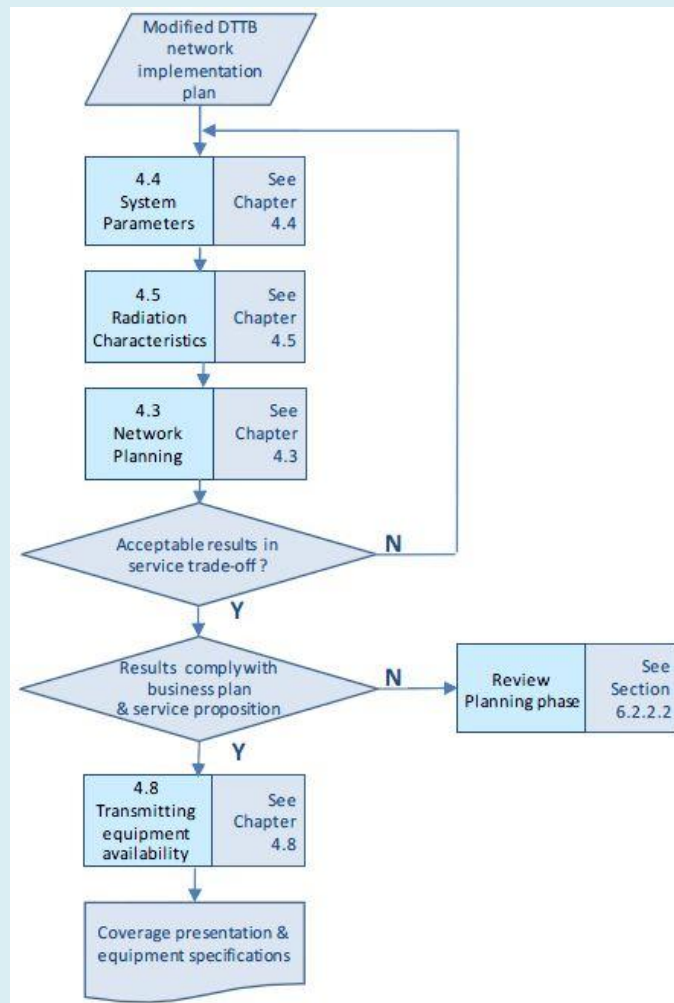 Modified DTTB
network
implementation
plan
4.4
System
Parameters
See
Chapter
4.4
4.5
Radiation
Characteristics
See
Chapter
4.5
4.3
Network
Planning
See
Chapter
4.3
Acceptable results in
service trade-off ?
N
Y
Results comply with
business plan
& service proposition
N
Review
Planning phase
See
Section
6.2.2.2
Y
4.8
Transmitting
equipment
availability
See
Chapter
4.8
Coverage presentation &
equipment specifications